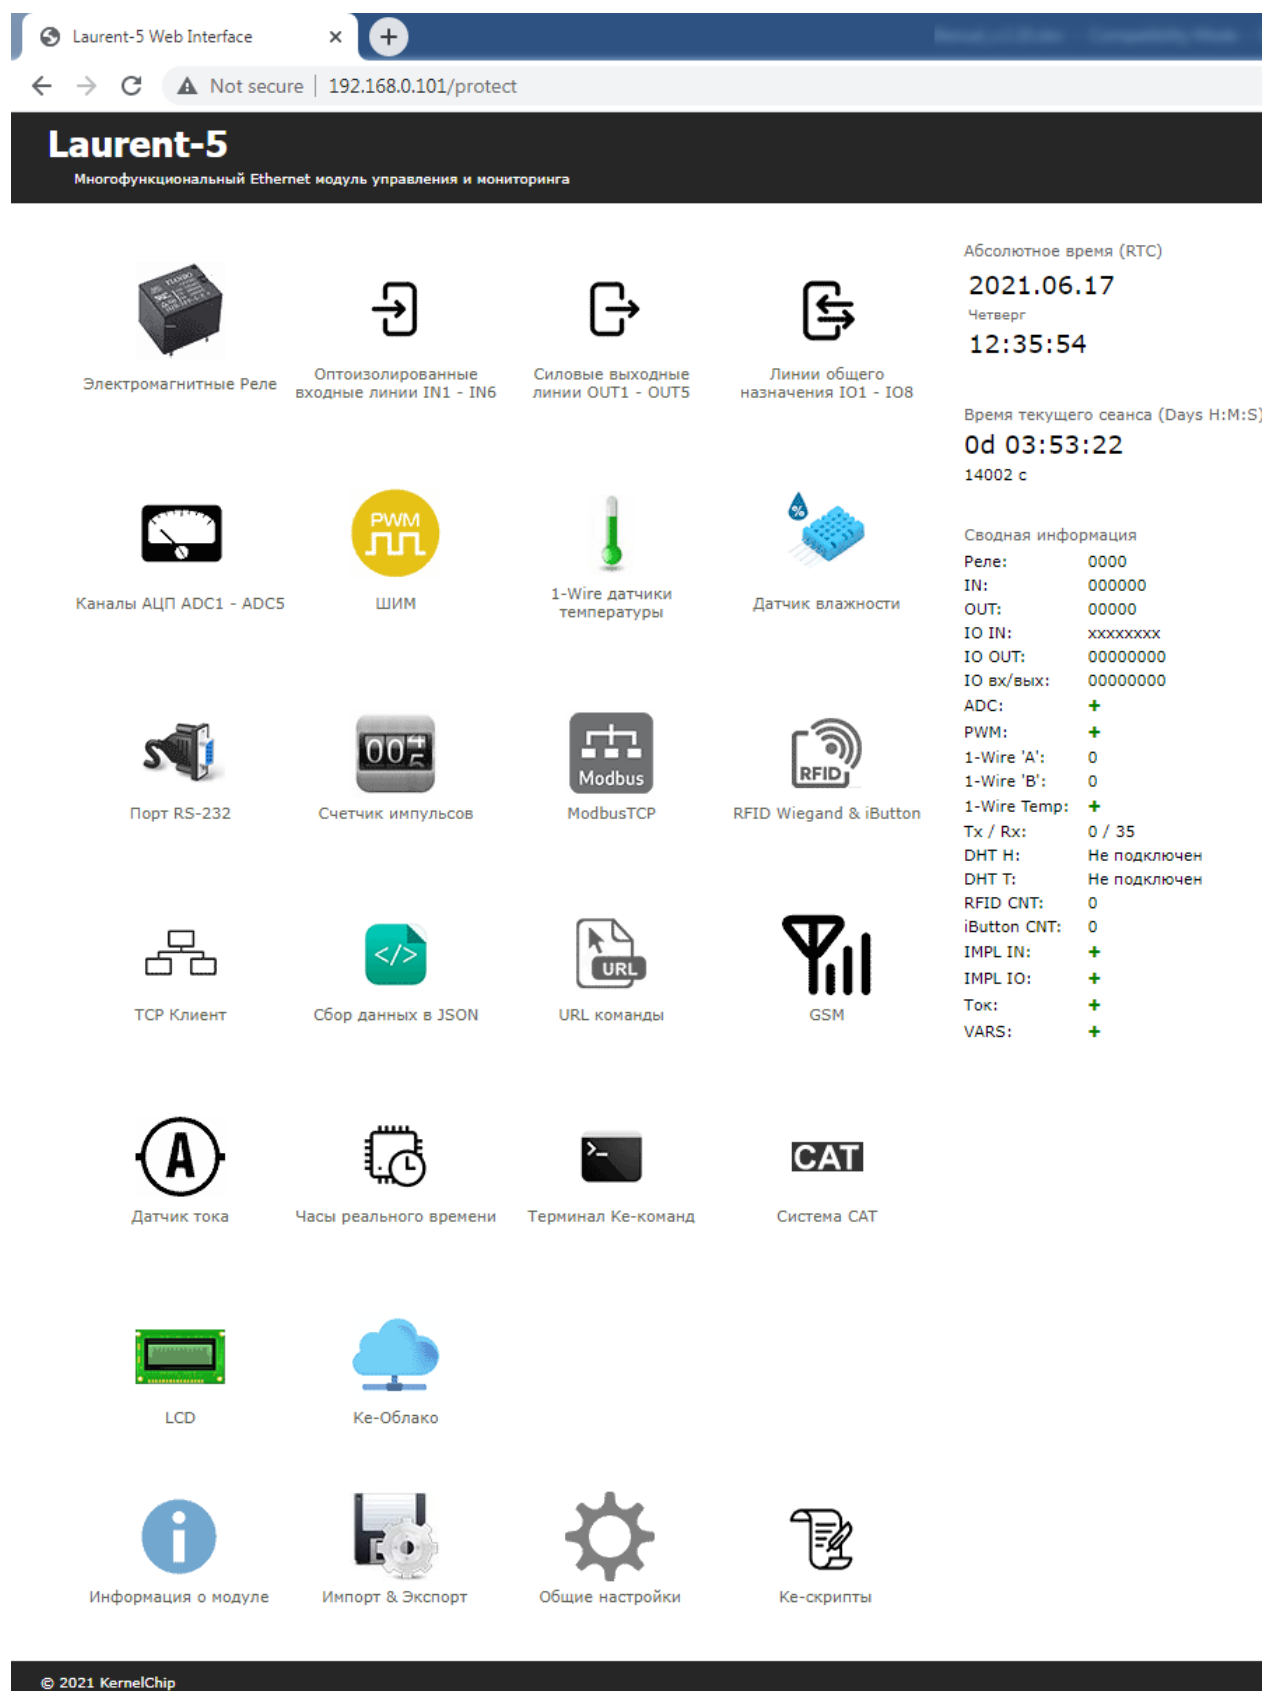 Laurent-5 Web Interface
Not secure | 192.168.0.101/protect
Laurent-5
Многофункциональный Ethernet модуль управления и мониторинга
Электромагнитные Реле
Оптоизолированные
входные линии IN1 - IN6
Силовые выходные
линии OUT1 - OUT5
Линии общего
назначения IO1 - IO8
Каналы АЦП ADC1 - ADC5
PWM
ШИМ
1-Wire датчики
температуры
%
Датчик влажности
Порт RS-232
Счетчик импульсов
Modbus
ModbusTCP
RFID
RFID Wiegand & iButton
TCP Клиент
</>
Сбор данных в JSON
URL
URL команды
GSM
A
Датчик тока
Часы реального времени
>_
Терминал Ке-команд
CAT
Система CAT
LCD
Ке-Облако
i
Информация о модуле
Импорт & Экспорт
Общие настройки
Ке-скрипты
Абсолютное время (RTC)
2021.06.17
Четверг
12:35:54
Время текущего сеанса (Days H:M:S)
0d 03:53:22
14002 с
Сводная информация
Реле: 0000
IN: 000000
OUT: 00000
IO IN: xxxxxxxx
IO OUT: 00000000
IO вх/вых: 00000000
ADC: +
PWM: +
1-Wire 'A': 0
1-Wire 'B': 0
1-Wire Temp: +
Tx / Rx: 0 / 35
DHT H: Не подключен
DHT T: Не подключен
RFID CNT: 0
iButton CNT: 0
IMPL IN: +
IMPL IO: +
Ток: +
VARS: +
© 2021 KernelChip